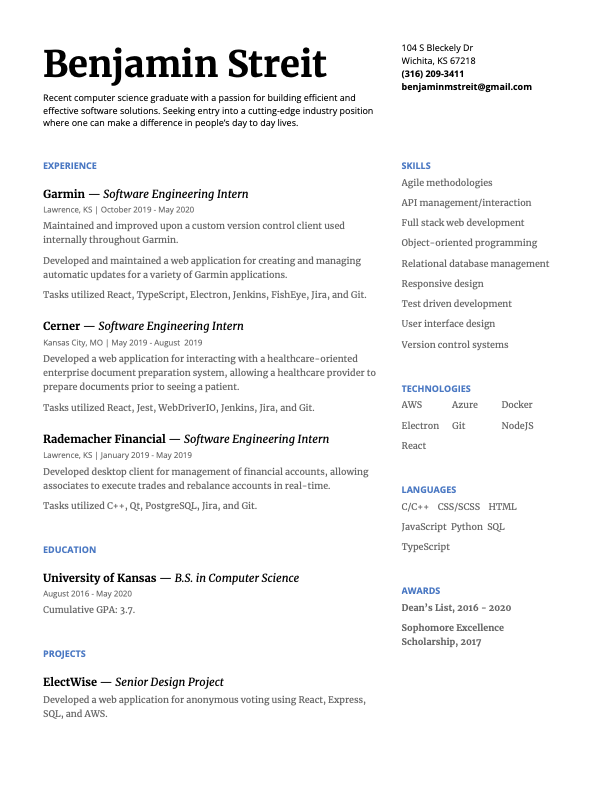 Benjamin Streit
Recent computer science graduate with a passion for building efficient and
effective software solutions. Seeking entry into a cutting-edge industry position
where one can make a difference in people's day to day lives.
104 S Bleckely Dr
Wichita, KS 67218
(316) 209-3411
benjaminmstreit@gmail.com
EXPERIENCE
Garmin — Software Engineering Intern
Lawrence, KS | October 2019 - May 2020
Maintained and improved upon a custom version control client used
internally throughout Garmin.
Developed and maintained a web application for creating and managing
automatic updates for a variety of Garmin applications.
Tasks utilized React, TypeScript, Electron, Jenkins, FishEye, Jira, and Git.
Cerner — Software Engineering Intern
Kansas City, MO | May 2019 - August 2019
Developed a web application for interacting with a healthcare-oriented
enterprise document preparation system, allowing a healthcare provider to
prepare documents prior to seeing a patient.
Tasks utilized React, Jest, WebDriverIO, Jenkins, Jira, and Git.
Rademacher Financial — Software Engineering Intern
Lawrence, KS | January 2019 - May 2019
Developed desktop client for management of financial accounts, allowing
associates to execute trades and rebalance accounts in real-time.
Tasks utilized C++, Qt, PostgreSQL, Jira, and Git.
EDUCATION
University of Kansas — B.S. in Computer Science
August 2016 - May 2020
Cumulative GPA: 3.7.
PROJECTS
ElectWise — Senior Design Project
Developed a web application for anonymous voting using React, Express,
SQL, and AWS.
SKILLS
Agile methodologies
API management/interaction
Full stack web development
Object-oriented programming
Relational database management
Responsive design
Test driven development
User interface design
Version control systems
TECHNOLOGIES
AWS Azure Docker
Electron Git NodeJS
React
LANGUAGES
C/C++ CSS/SCSS HTML
JavaScript Python SQL
TypeScript
AWARDS
Dean's List, 2016 - 2020
Sophomore Excellence
Scholarship, 2017